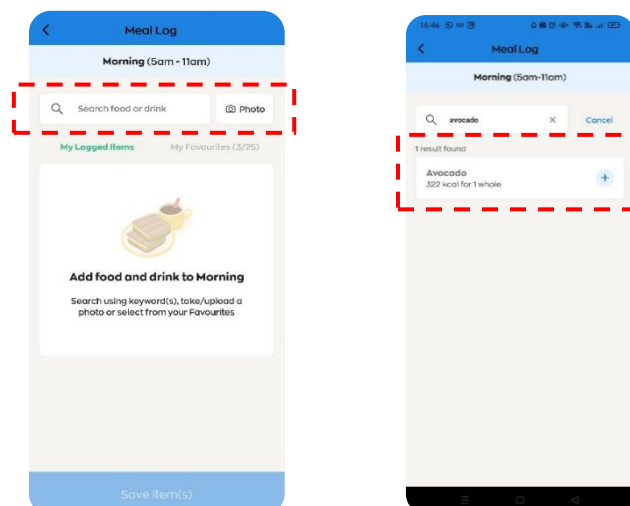 Meal Log
Morning (5am - 11am)
Search food or drink
Photo
My Logged Items
My Favourites (3/25)
Add food and drink to Morning
Search using keyword(s), take/upload a
photo or select from your Favourites
Save item(s)
16:46
Meal Log
Morning (5am-11am)
avocado
Cancel
1 result found
Avocado
322 kcal for 1 whole